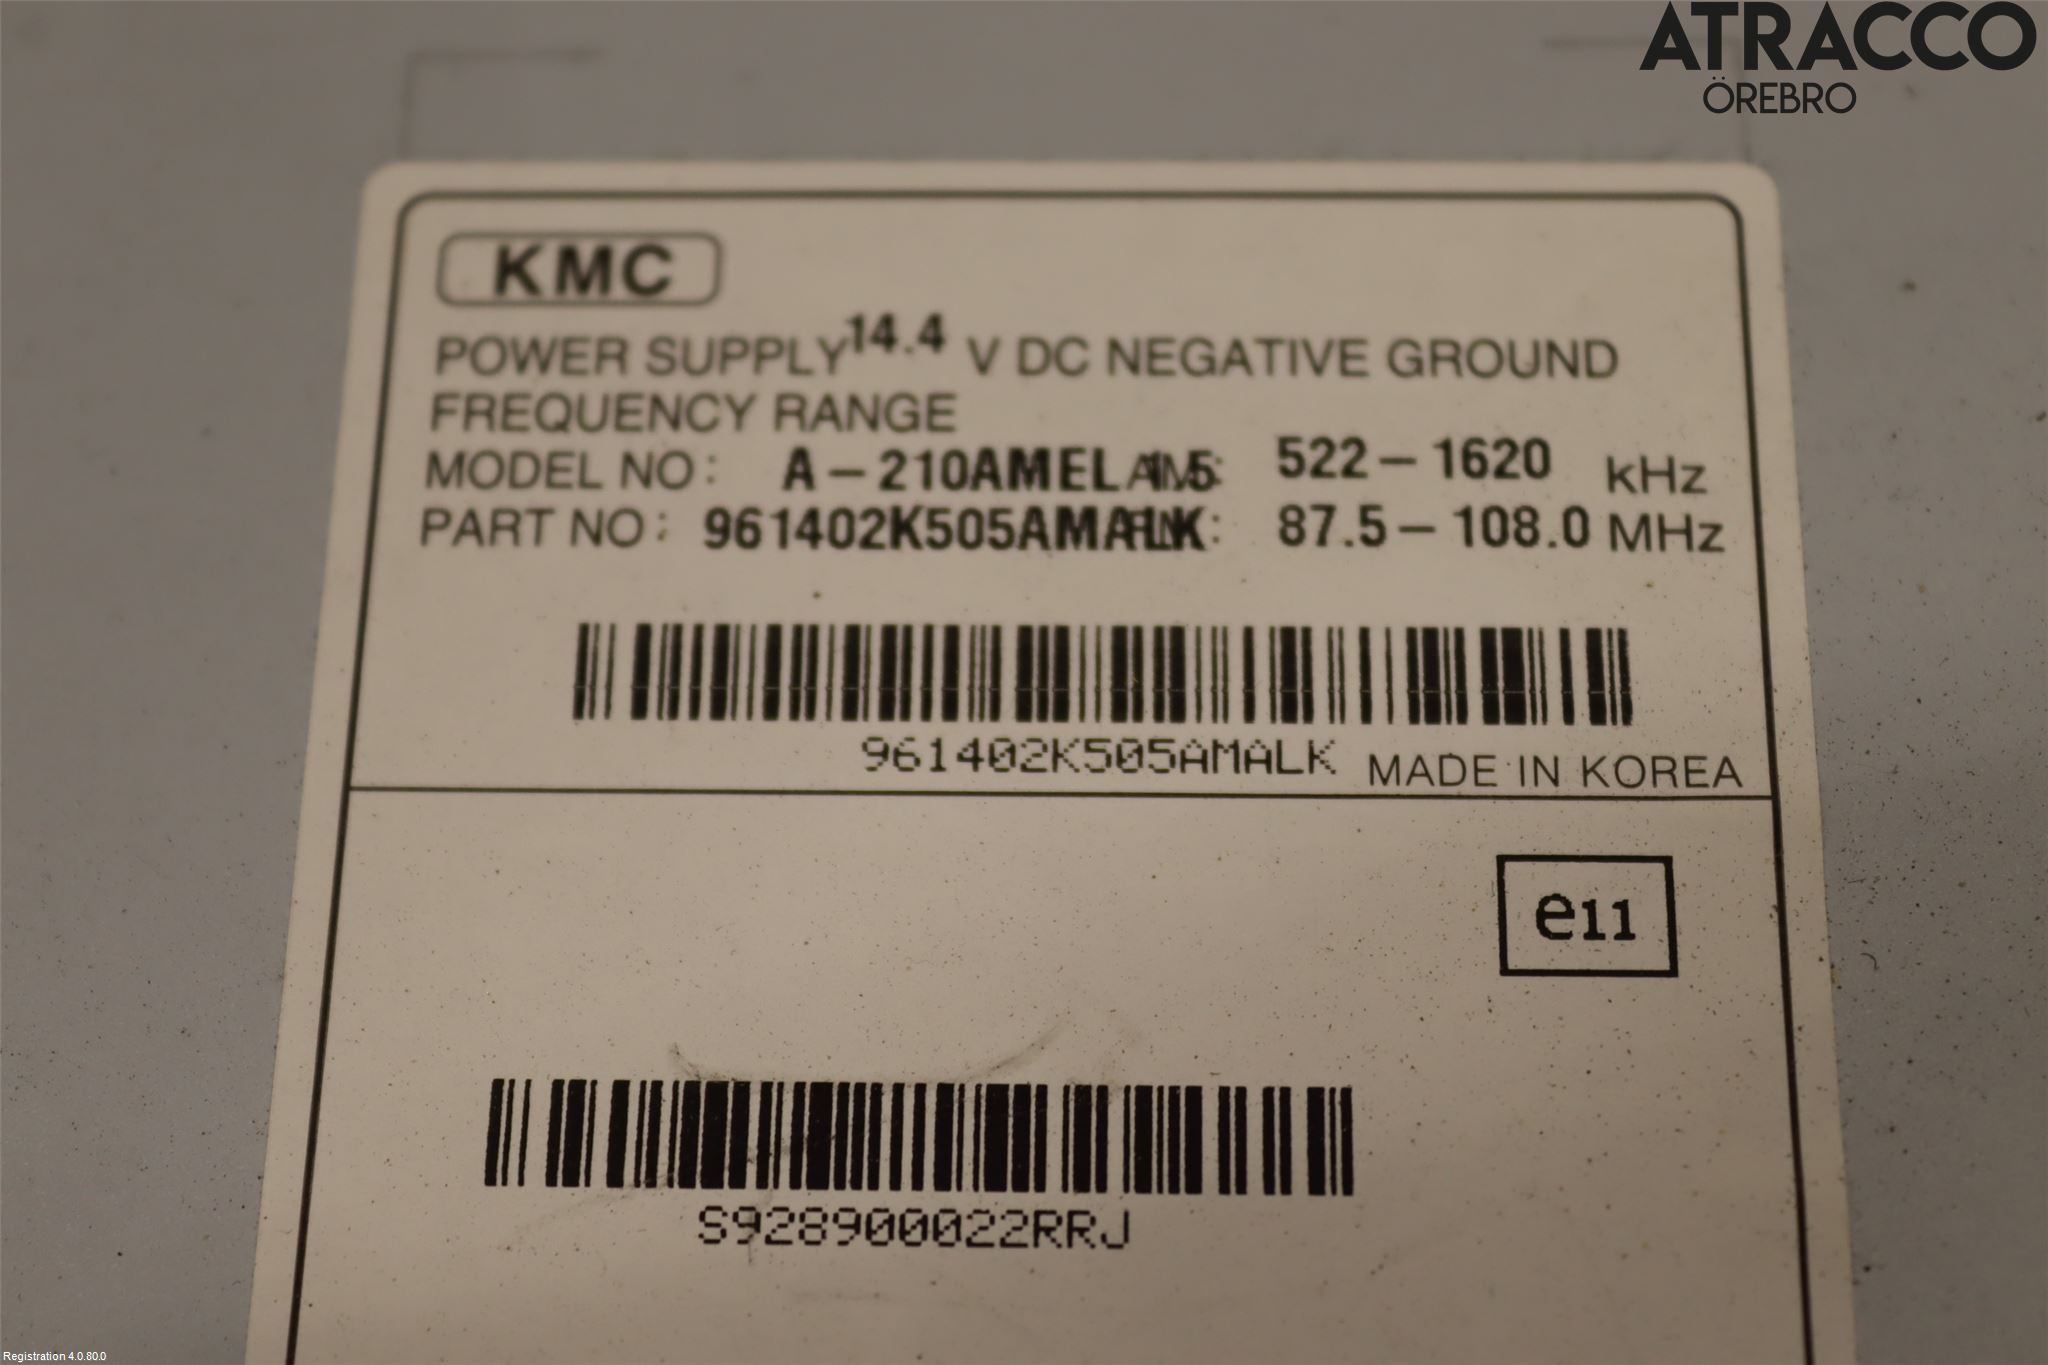 ATRACCO
ÖREBRO
KMC
POWER SUPPLY 14.4 V DC NEGATIVE GROUND
FREQUENCY RANGE
MODEL NO: A-210AMEL AM: 522-1620 kHz
PART NO: 961402K505AMALK 87.5-108.0 MHz
961402K505AMALK MADE IN KOREA
e11
S928900022RRJ
Registration 4.0.80.0